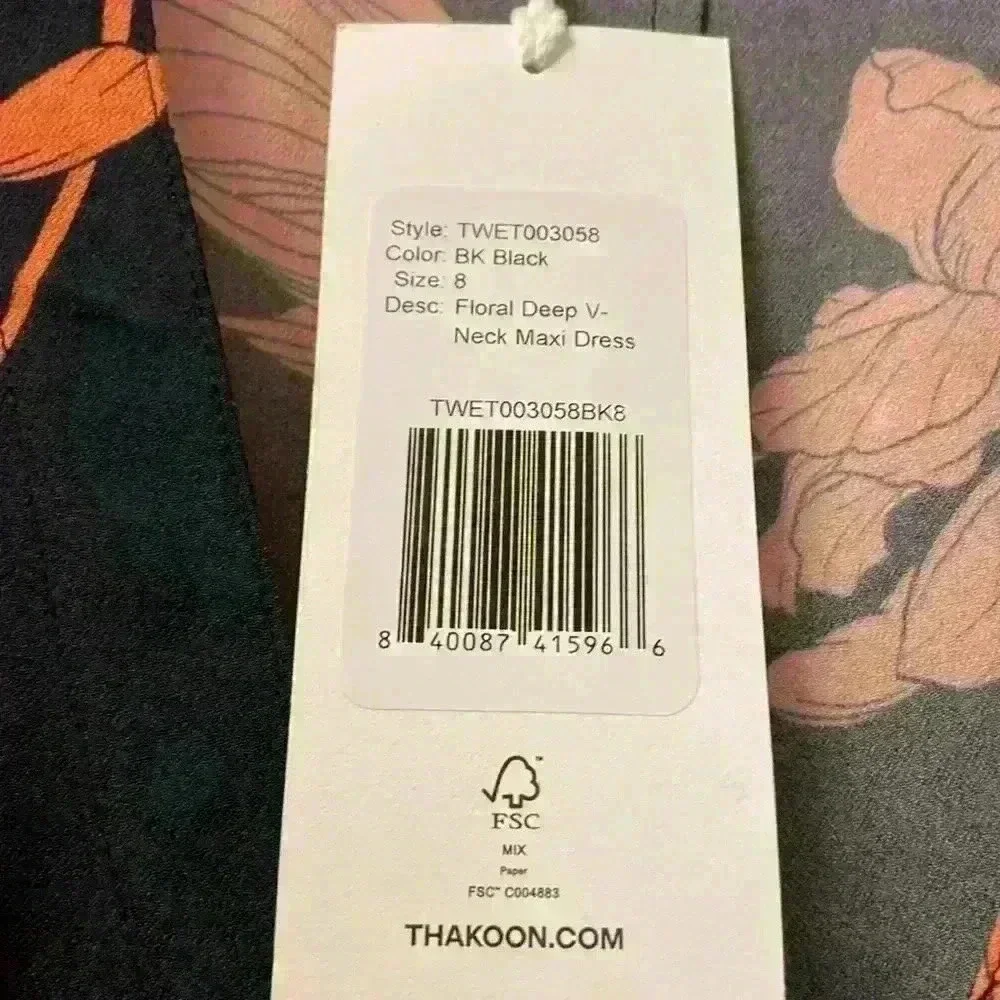 Style: TWET003058
Color: BK Black
Size: 8
Desc: Floral Deep V-
Neck Maxi Dress
TWET003058BK8
8 40087 41596 6
FSC
MIX
Paper
FSC™ C004883
THAKOON.COM